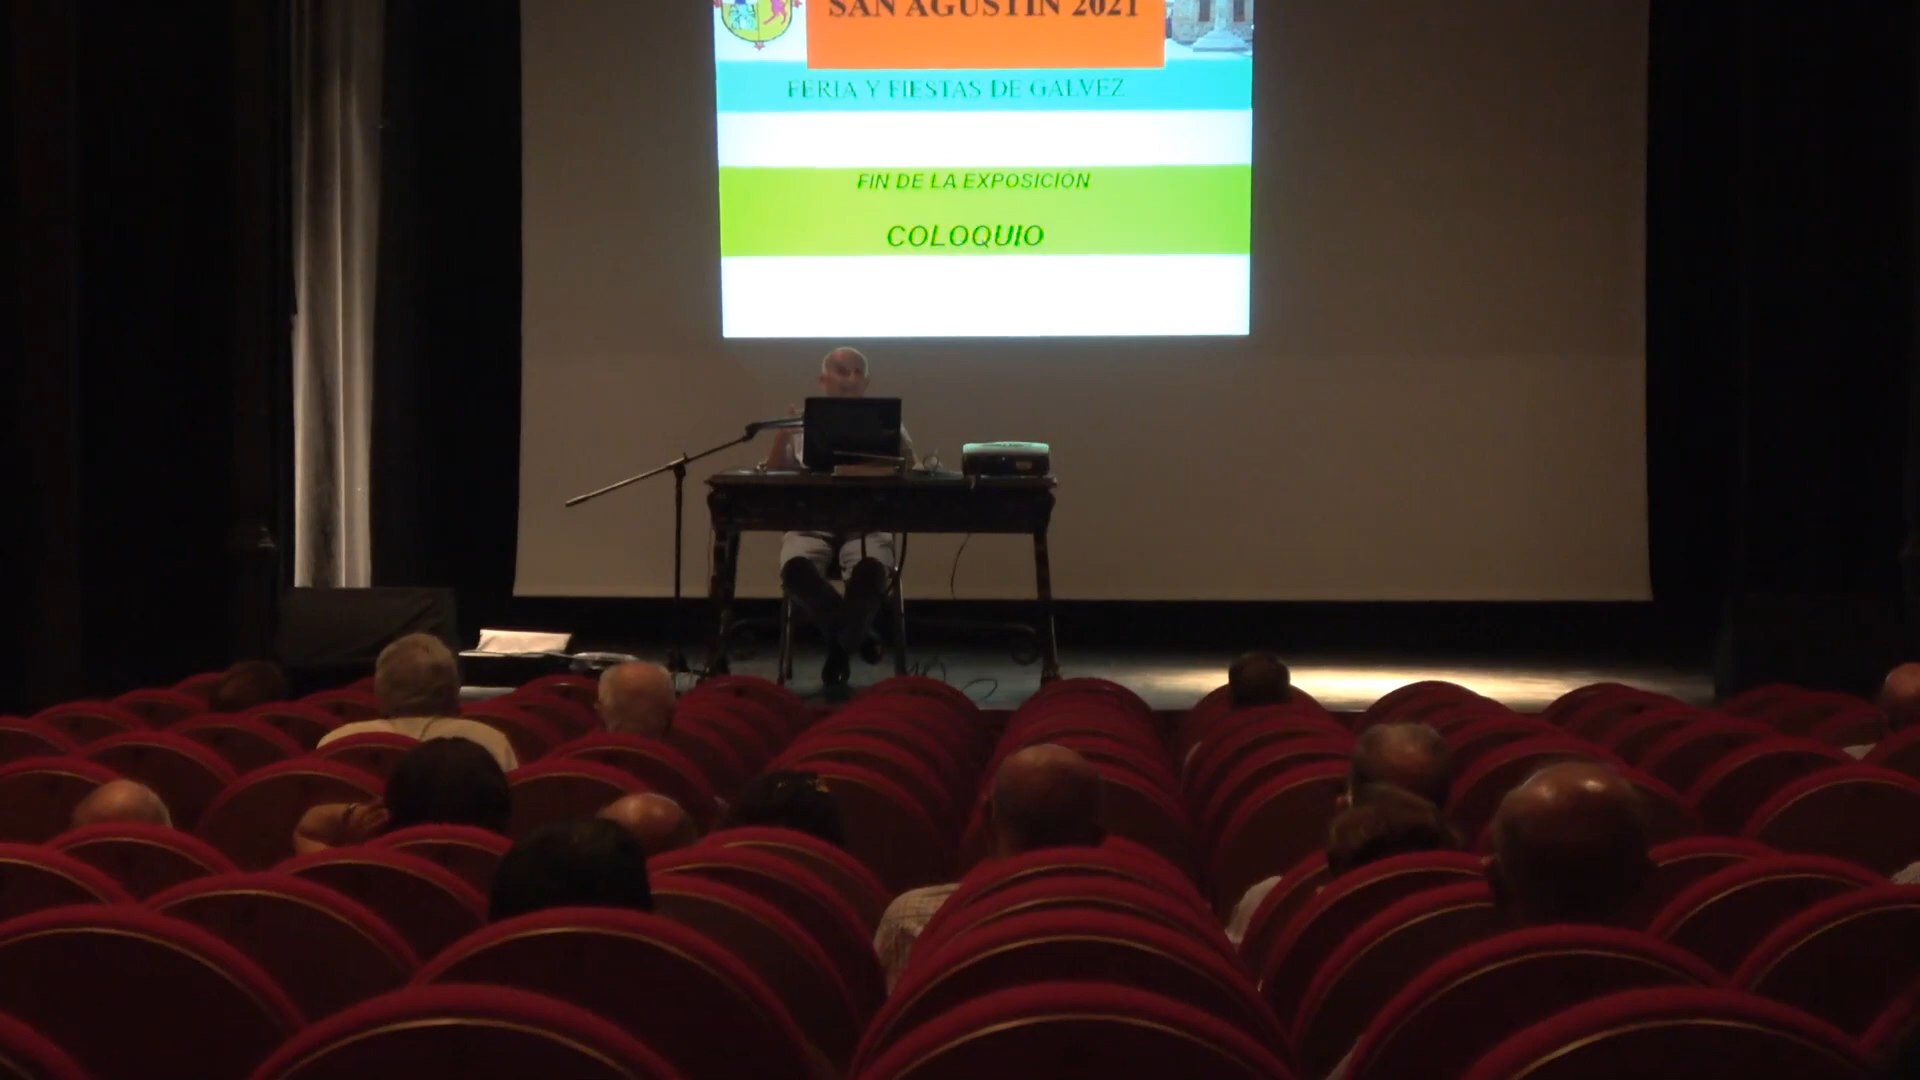 SAN AGUSTIN 2021
FERIA Y FIESTAS DE GALVEZ
FIN DE LA EXPOSICIÓN
COLOQUIO